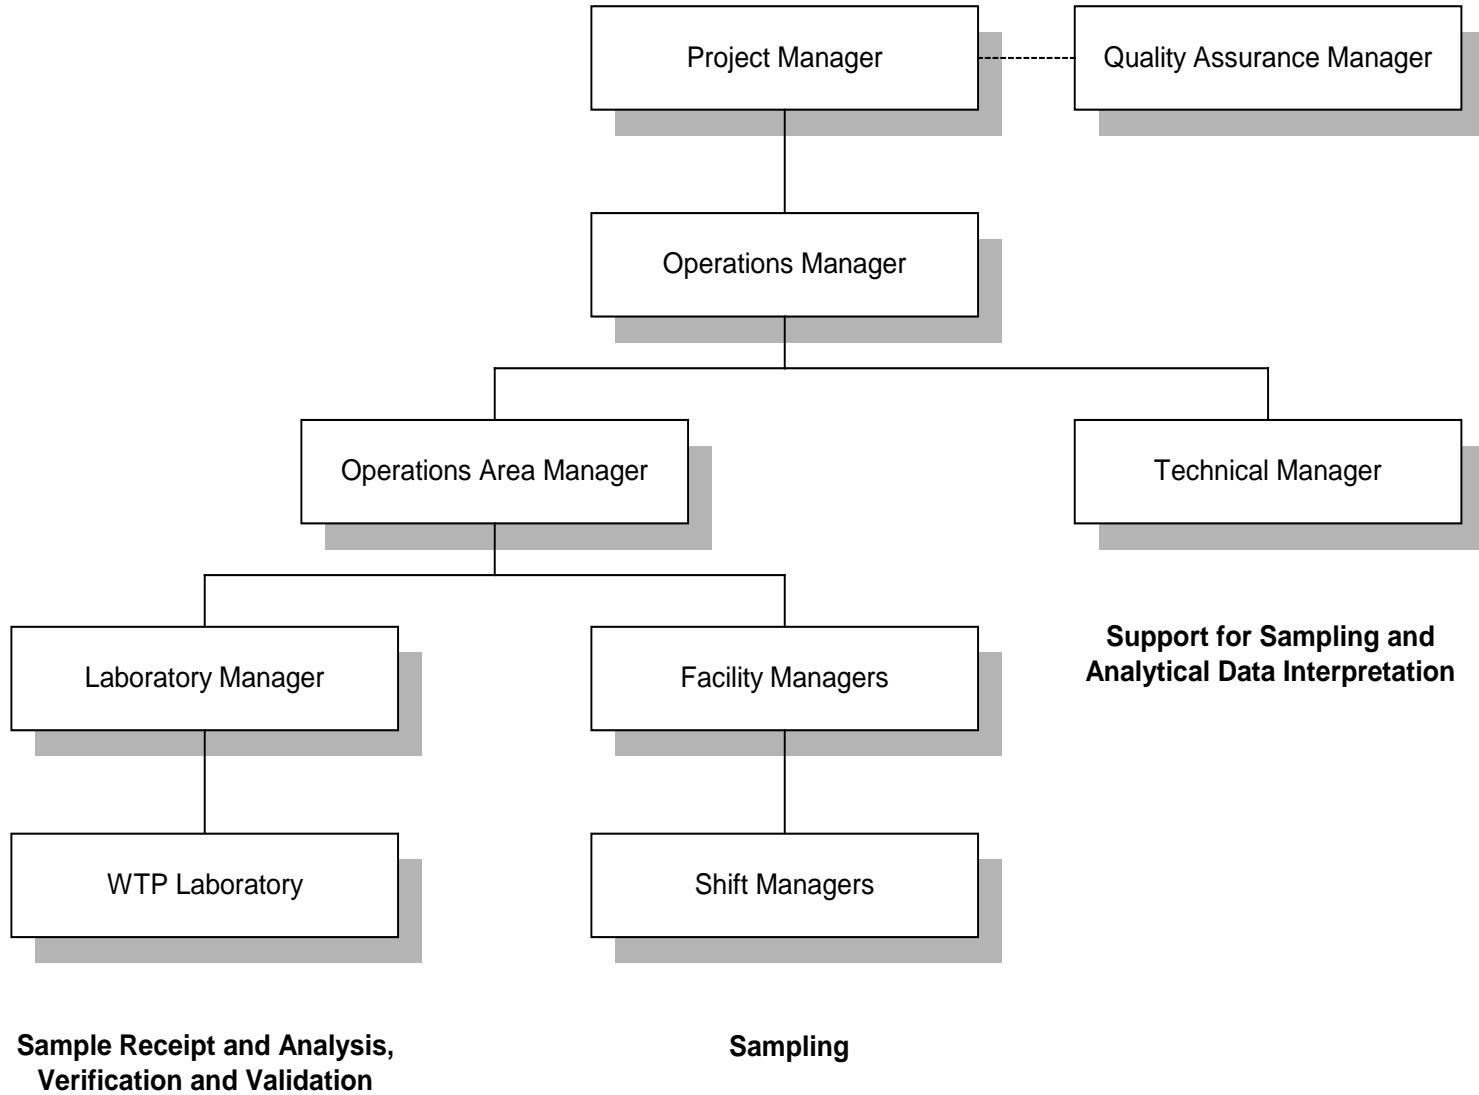 Project Manager
Quality Assurance Manager
Operations Manager
Operations Area Manager
Technical Manager
Laboratory Manager
Facility Managers
Support for Sampling and
Analytical Data Interpretation
WTP Laboratory
Shift Managers
Sample Receipt and Analysis,
Verification and Validation
Sampling